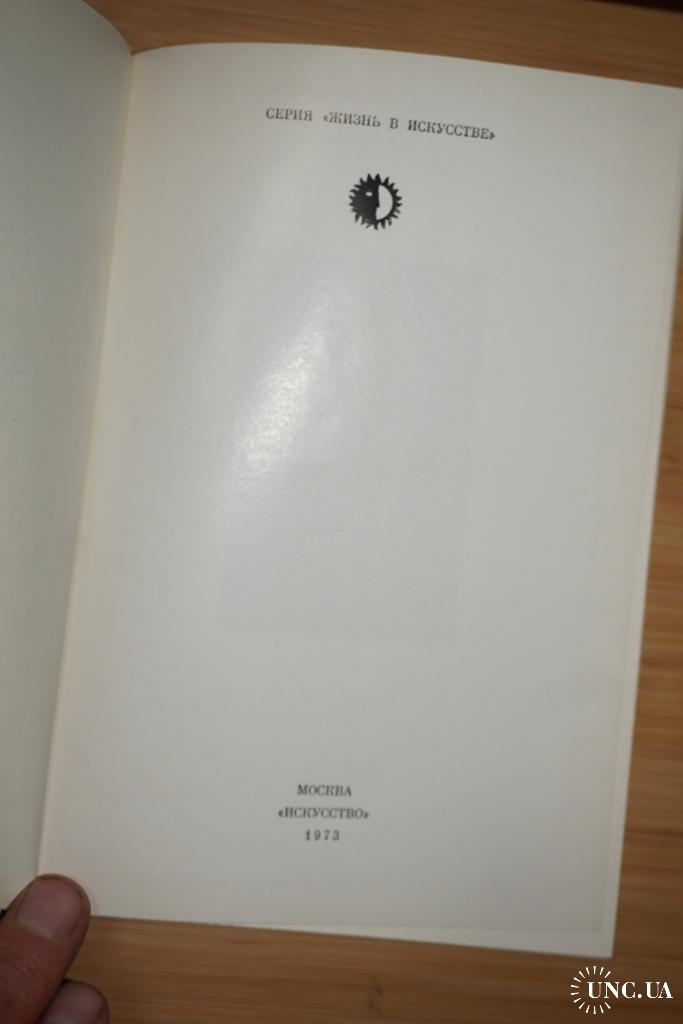 СЕРИЯ «ЖИЗНЬ В ИСКУССТВЕ»
МОСКВА
«ИСКУССТВО»
1973
UNC.UA